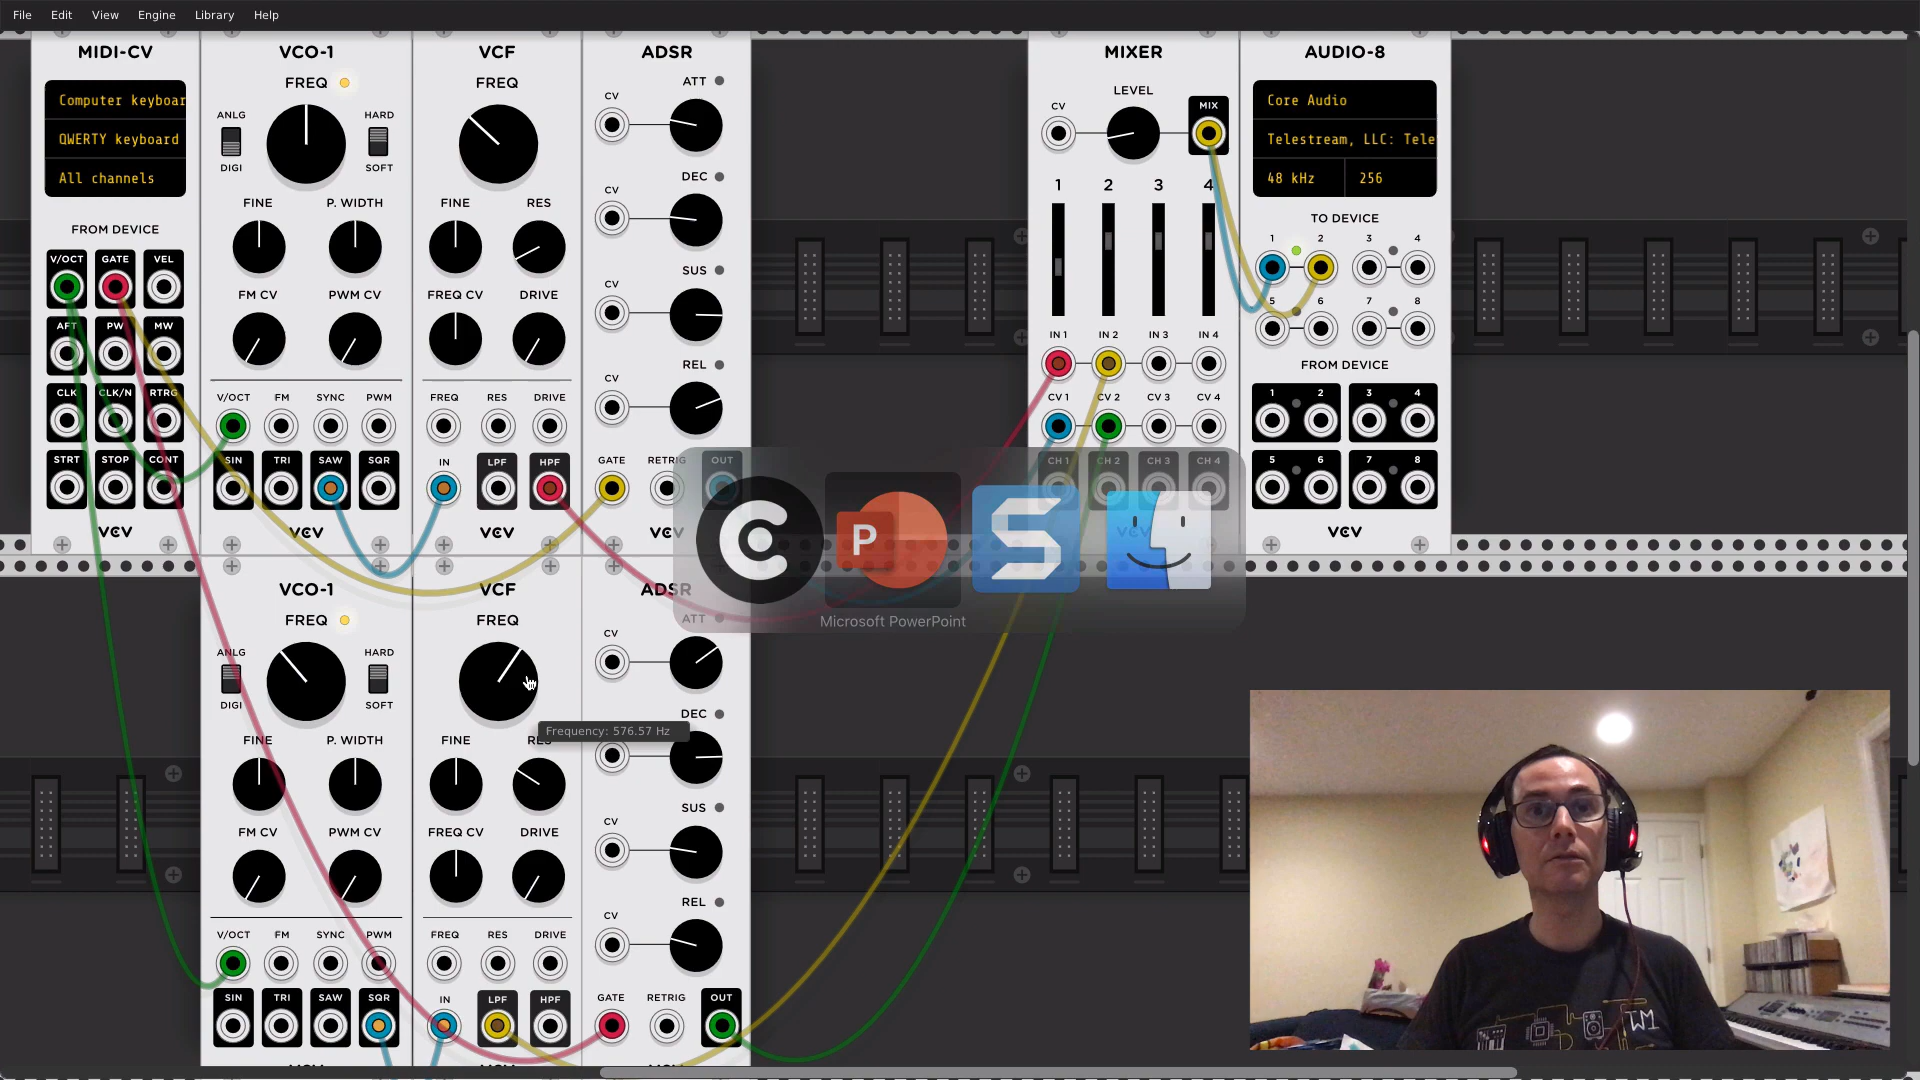 File Edit View Engine Library Help
MIDI-CV
Computer keyboar
QWERTY keyboard
All channels
FROM DEVICE
V/OCT GATE VEL
AFT PW MW
CLK CLK/N RTRG
STRT STOP CONT
VCV
VCO-1
FREQ
ANLG HARD
DIGI SOFT
FINE P. WIDTH
FM CV PWM CV
V/OCT FM SYNC PWM
SIN TRI SAW SQR
VCV
VCF
FREQ
FINE RES
FREQ CV DRIVE
FREQ RES DRIVE
IN LPF HPF
VCV
ADSR
ATT
CV
DEC
CV
SUS
CV
REL
CV
GATE RETRIG OUT
VCV
MIXER
LEVEL
CV MIX
1 2 3 4
IN 1 IN 2 IN 3 IN 4
CV 1 CV 2 CV 3 CV 4
CH 1 CH 2 CH 3 CH 4
VCV
AUDIO-8
Core Audio
Telestream, LLC: Tele
48 kHz 256
TO DEVICE
1 2 3 4
5 6 7 8
FROM DEVICE
1 2 3 4
5 6 7 8
VCV
P
Microsoft PowerPoint
VCO-1
FREQ
ANLG HARD
DIGI SOFT
FINE P. WIDTH
FM CV PWM CV
V/OCT FM SYNC PWM
SIN TRI SAW SQR
VCF
FREQ
Frequency: 576.57 Hz
FINE RES
FREQ CV DRIVE
FREQ RES DRIVE
IN LPF HPF
ADSR
ATT
CV
DEC
SUS
CV
REL
CV
GATE RETRIG OUT